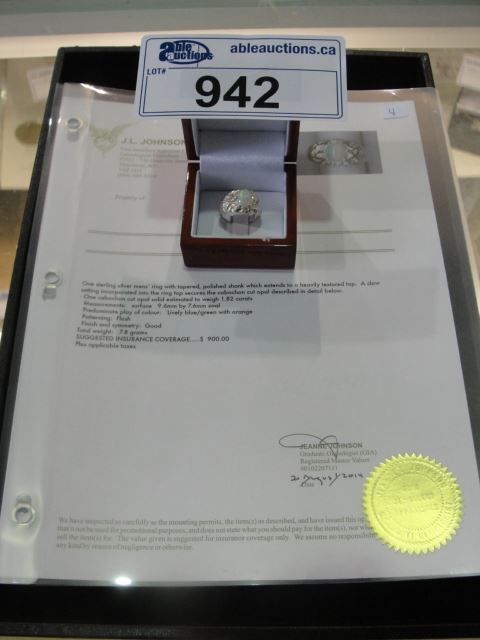 able auctions
ableauctions.ca
LOT#
942
4
J.L. JOHNSON
Property of
One sterling silver mens' ring with tapered, polished shank which extends to a heavily textured top. A claw
setting incorporated into the ring top secures the cabochon cut opal described in detail below.
One cabochon cut opal solid estimated to weigh 1.82 carats
Measurements: surface 9.6mm by 7.6mm oval
Predominate play of colour: Lively blue/green with orange
Patterning: Flash
Finish and symmetry: Good
Total weight: 7.8 grams
SUGGESTED INSURANCE COVERAGE.....$ 900.00
Plus applicable taxes
JEANNE JOHNSON
Graduate Gemologist (GIA)
Registered Master Valuer
Date
We have inspected as carefully as the mounting permits, the item(s) as described, and have issued this
that it not be used for promotional purposes, and does not state what you should pay for the item(s), nor
sell the item(s) for. The value given is suggested for insurance coverage only. We assume no responsibility
any kind by reason of negligence or otherwise.